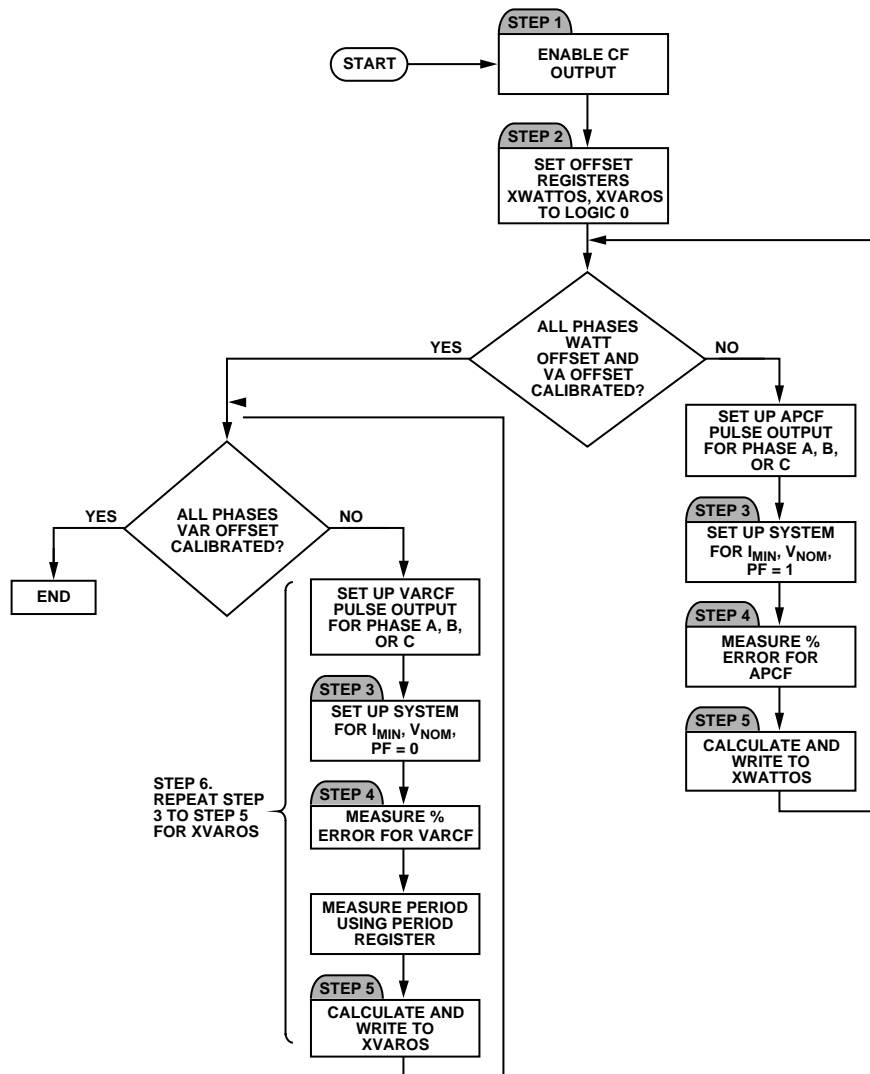 STEP 1
START
ENABLE CF
OUTPUT
STEP 2
SET OFFSET
REGISTERS
XWATTOS, XVAROS
TO LOGIC 0
ALL PHASES
WATT
OFFSET AND
VA OFFSET
CALIBRATED?
YES
NO
SET UP APCF
PULSE OUTPUT
FOR PHASE A, B,
OR C
STEP 3
SET UP SYSTEM
FOR IMIN, VNOM,
PF = 1
STEP 4
MEASURE %
ERROR FOR
APCF
STEP 5
CALCULATE AND
WRITE TO
XWATTOS
ALL PHASES
VAR OFFSET
CALIBRATED?
YES
NO
END
SET UP VARCF
PULSE OUTPUT
FOR PHASE A, B,
OR C
STEP 3
SET UP SYSTEM
FOR IMIN, VNOM,
PF = 0
STEP 6.
REPEAT STEP
3 TO STEP 5
FOR XVAROS
STEP 4
MEASURE %
ERROR FOR VARCF
MEASURE PERIOD
USING PERIOD
REGISTER
STEP 5
CALCULATE AND
WRITE TO
XVAROS